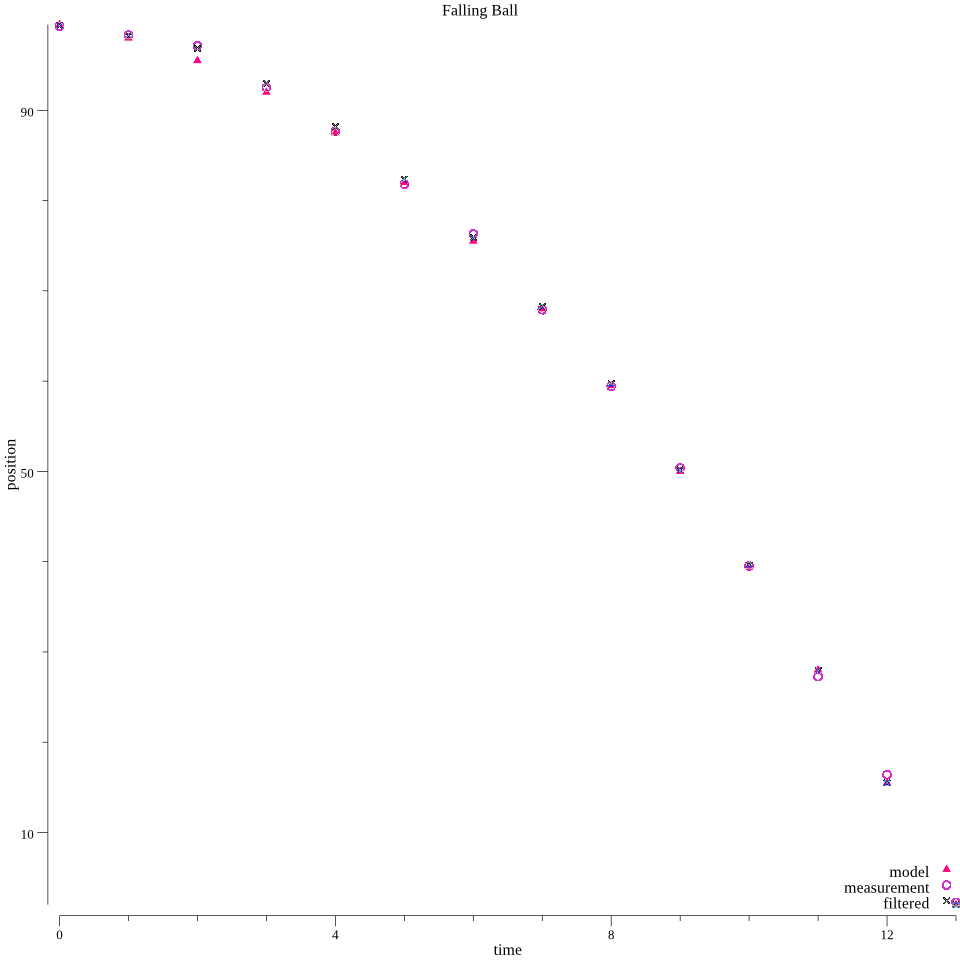 Falling Ball
90
50
10
position
model
measurement
filtered
0 4 8 12
time